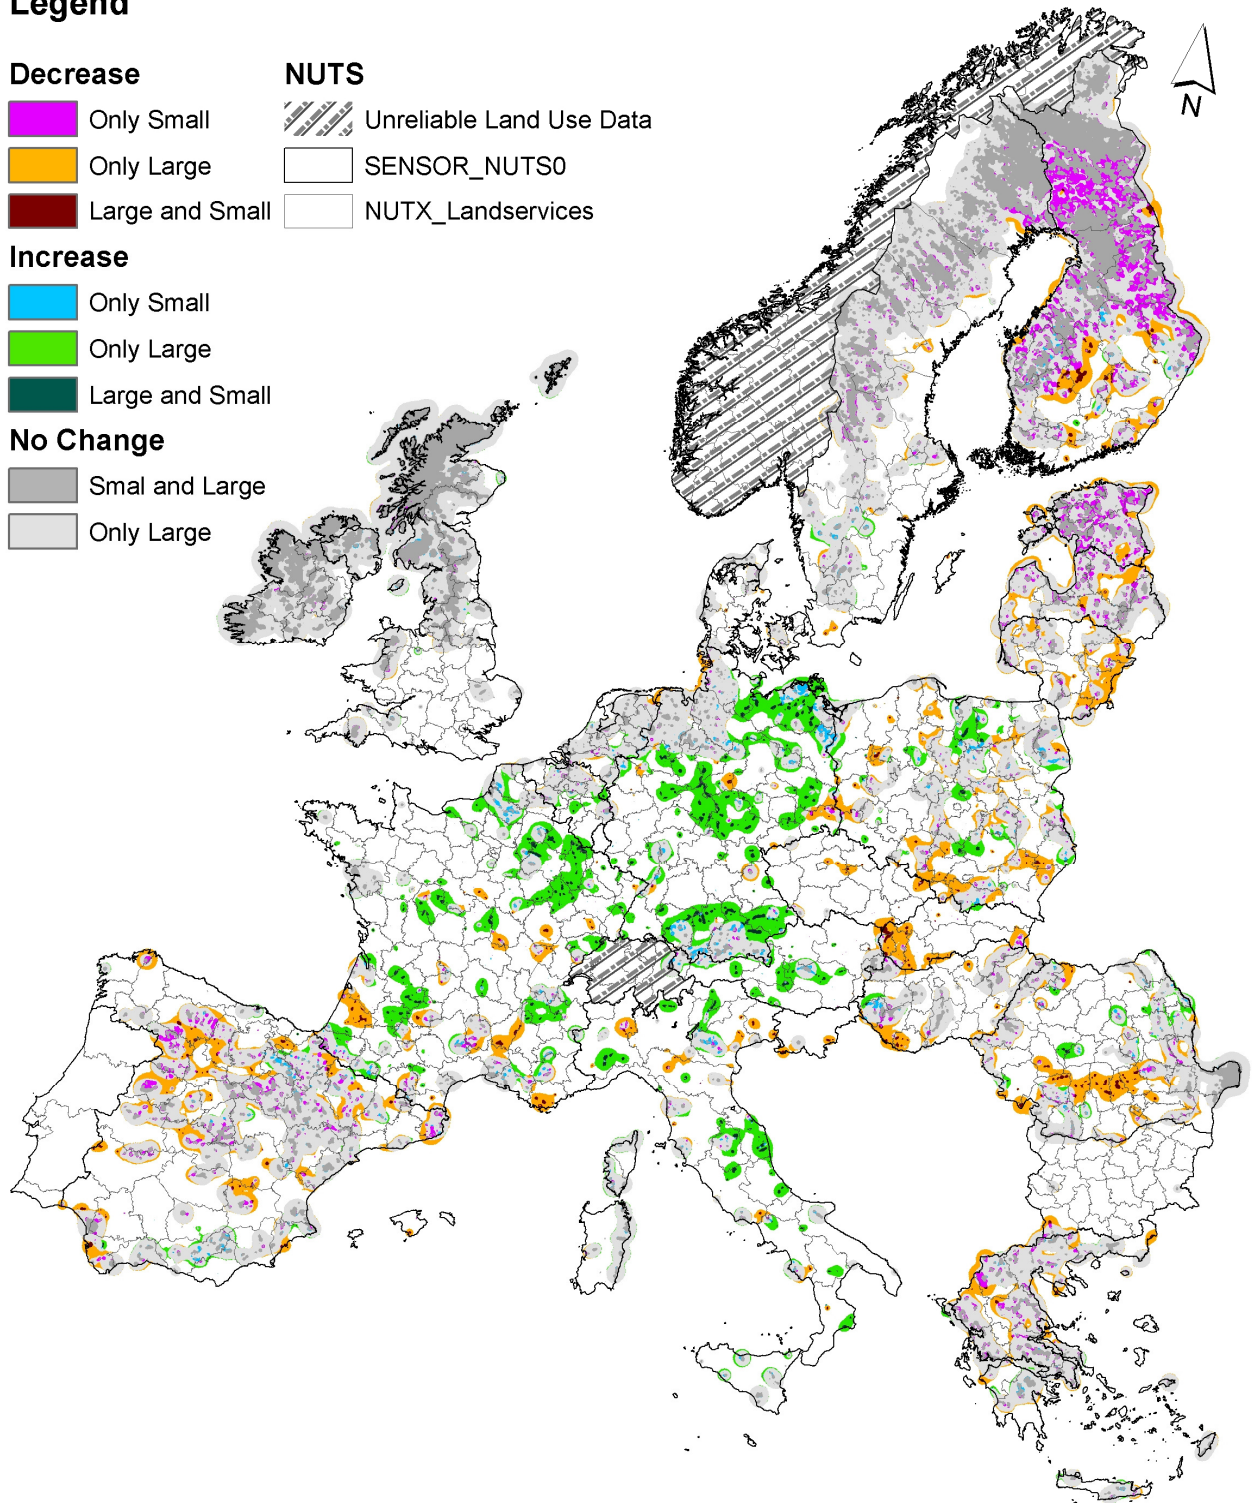 Legend
Decrease
Only Small
Only Large
Large and Small
Increase
Only Small
Only Large
Large and Small
No Change
Smal and Large
Only Large
NUTS
Unreliable Land Use Data
SENSOR_NUTS0
NUTX_Landservices
N